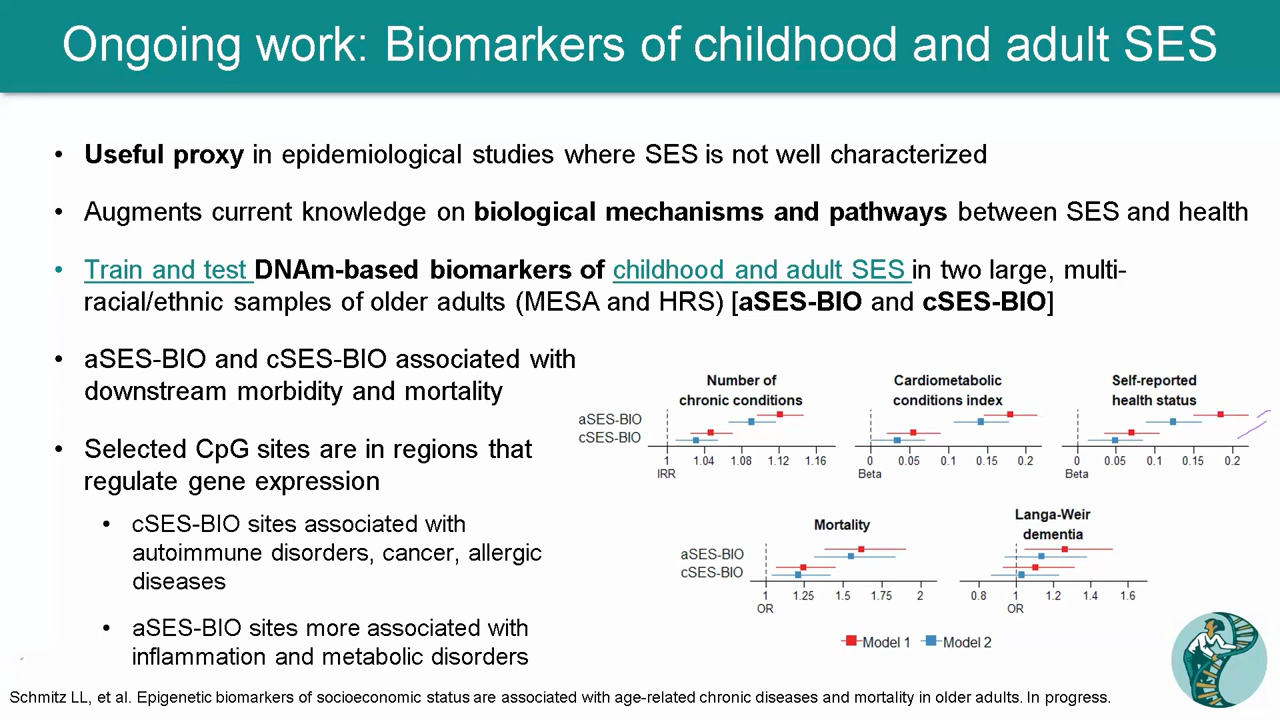 Ongoing work: Biomarkers of childhood and adult SES
• Useful proxy in epidemiological studies where SES is not well characterized
• Augments current knowledge on biological mechanisms and pathways between SES and health
• Train and test DNAm-based biomarkers of childhood and adult SES in two large, multi-
racial/ethnic samples of older adults (MESA and HRS) [aSES-BIO and cSES-BIO]
• aSES-BIO and cSES-BIO associated with
downstream morbidity and mortality
• Selected CpG sites are in regions that
regulate gene expression
• cSES-BIO sites associated with
autoimmune disorders, cancer, allergic
diseases
• aSES-BIO sites more associated with
inflammation and metabolic disorders
Number of
chronic conditions
aSES-BIO
cSES-BIO
1 1.04 1.08 1.12 1.16
IRR
Cardiometabolic
conditions index
0 0.05 0.1 0.15 0.2
Beta
Self-reported
health status
0 0.05 0.1 0.15 0.2
Beta
Mortality
aSES-BIO
cSES-BIO
1 1.25 1.5 1.75 2
OR
Langa-Weir
dementia
0.8 1 1.2 1.4 1.6
OR
Model 1 Model 2
Schmitz LL, et al. Epigenetic biomarkers of socioeconomic status are associated with age-related chronic diseases and mortality in older adults. In progress.